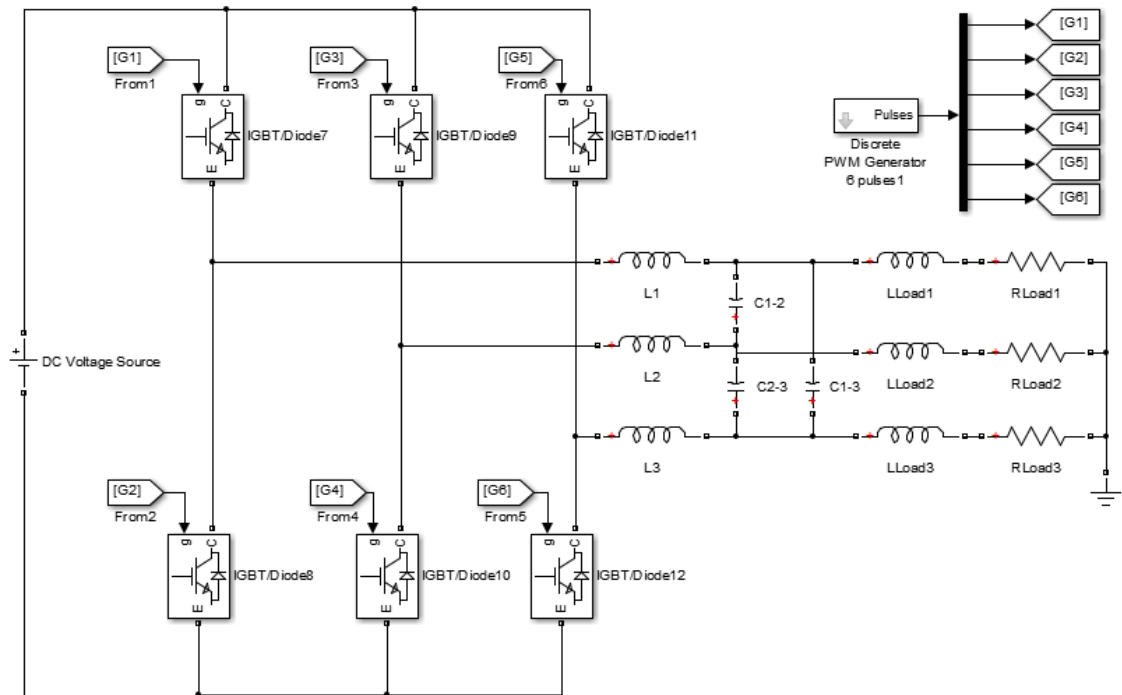 [G1]
From1
[G3]
From3
[G5]
From6
g
C
E
IGBT/Diode7
g
C
E
IGBT/Diode9
g
C
E
IGBT/Diode11
Pulses
Discrete
PWM Generator
6 pulses1
[G1]
[G2]
[G3]
[G4]
[G5]
[G6]
+
DC Voltage Source
L1
C1-2
LLoad1
RLoad1
L2
C2-3
C1-3
LLoad2
RLoad2
L3
LLoad3
RLoad3
[G2]
From2
[G4]
From4
[G6]
From5
g
C
E
IGBT/Diode8
g
C
E
IGBT/Diode10
g
C
E
IGBT/Diode12